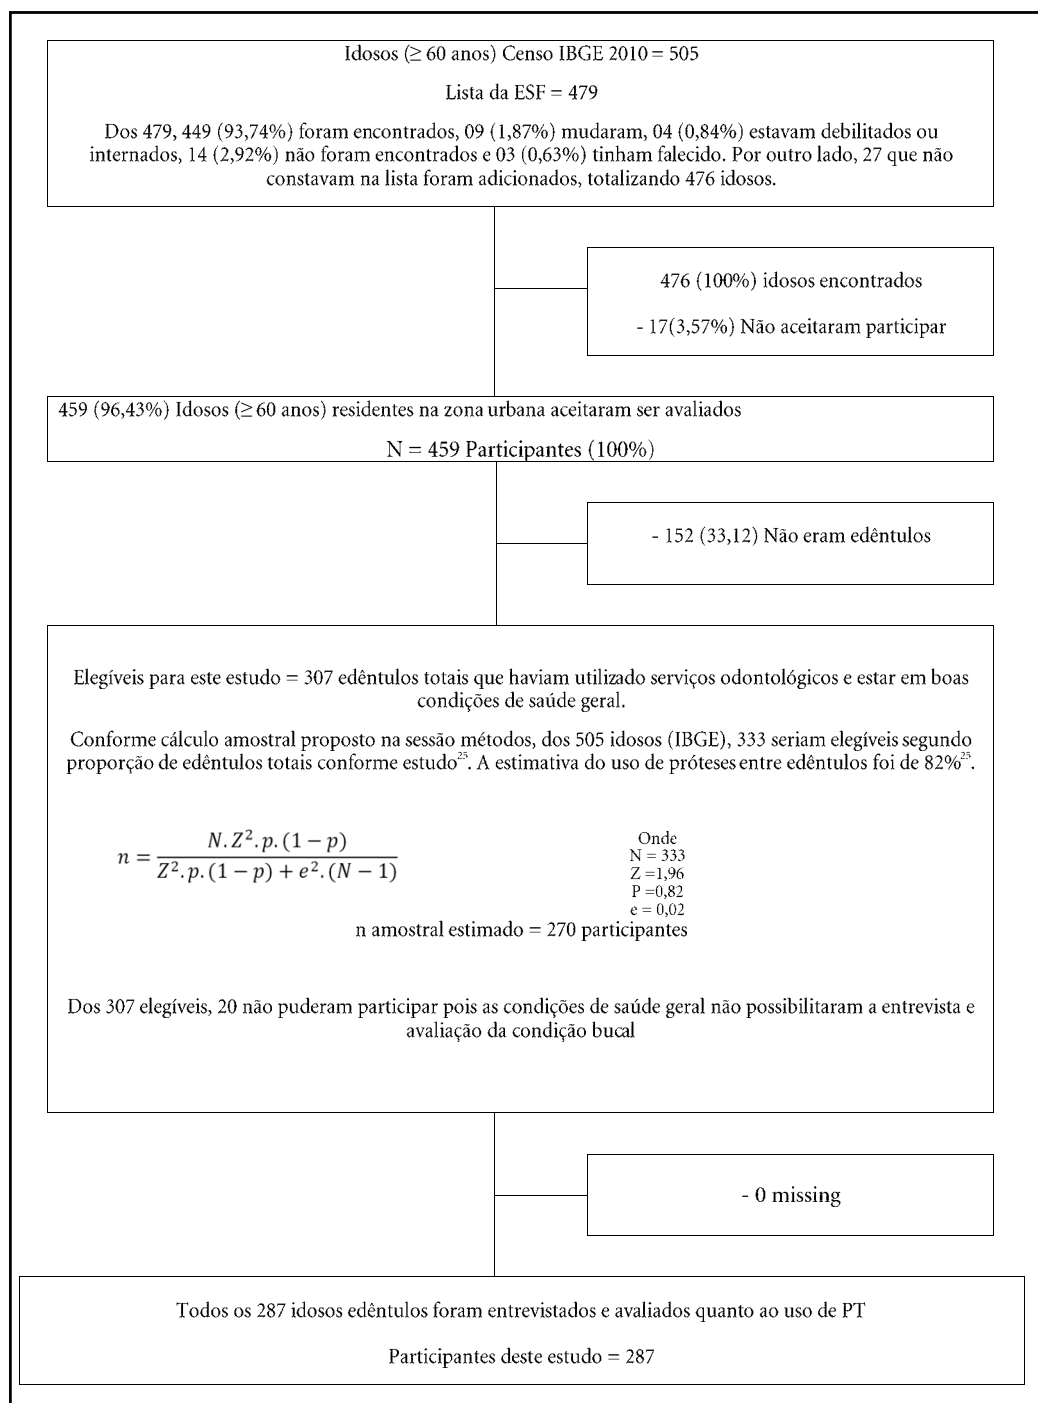 Idosos (≥ 60 anos) Censo IBGE 2010 = 505
Lista da ESF = 479
Dos 479, 449 (93,74%) foram encontrados, 09 (1,87%) mudaram, 04 (0,84%) estavam debilitados ou
internados, 14 (2,92%) não foram encontrados e 03 (0,63%) tinham falecido. Por outro lado, 27 que não
constavam na lista foram adicionados, totalizando 476 idosos.
476 (100%) idosos encontrados
- 17(3,57%) Não aceitaram participar
459 (96,43%) Idosos (≥ 60 anos) residentes na zona urbana aceitaram ser avaliados
N = 459 Participantes (100%)
- 152 (33,12) Não eram edêntulos
Elegíveis para este estudo = 307 edêntulos totais que haviam utilizado serviços odontológicos e estar em boas
condições de saúde geral.
Conforme cálculo amostral proposto na sessão métodos, dos 505 idosos (IBGE), 333 seriam elegíveis segundo
proporção de edêntulos totais conforme estudo²⁵. A estimativa do uso de próteses entre edêntulos foi de 82%²⁵.
n = N. Z². p. (1 − p) / Z². p. (1 − p) + e². (N − 1)
Onde
N = 333
Z =1,96
P =0,82
e = 0,02
n amostral estimado = 270 participantes
Dos 307 elegíveis, 20 não puderam participar pois as condições de saúde geral não possibilitaram a entrevista e
avaliação da condição bucal
- 0 missing
Todos os 287 idosos edêntulos foram entrevistados e avaliados quanto ao uso de PT
Participantes deste estudo = 287